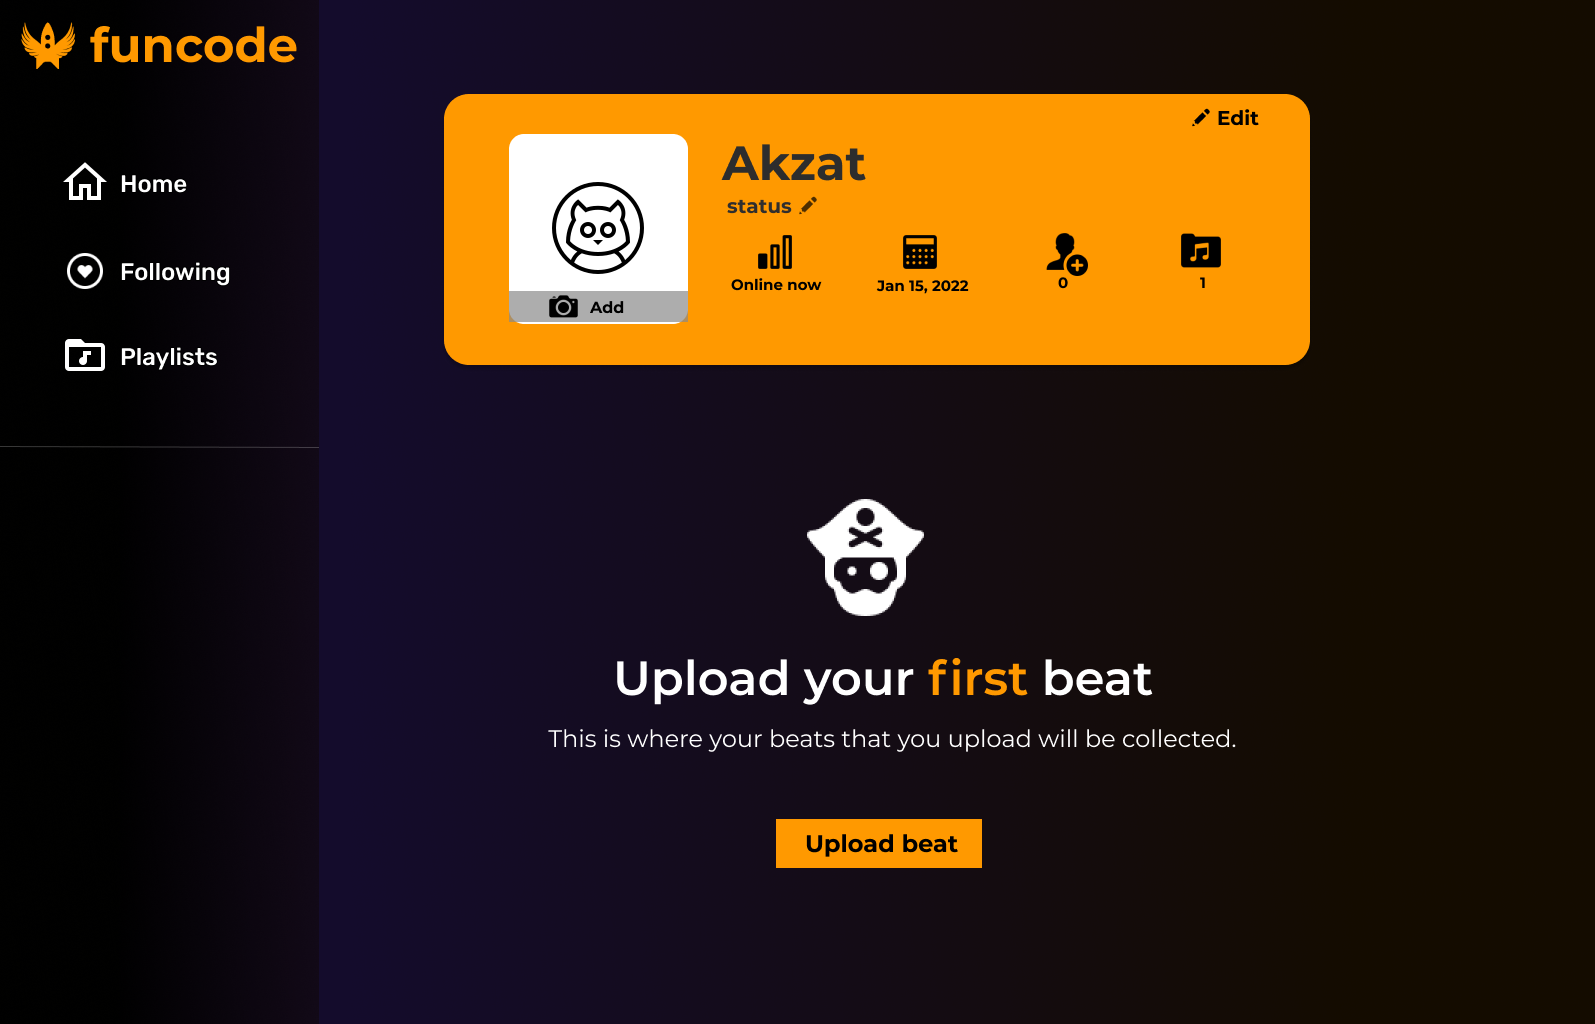 funcode
Home
Following
Playlists
Edit
Akzat
status
Online now
Jan 15, 2022
0
1
Add
Upload your first beat
This is where your beats that you upload will be collected.
Upload beat